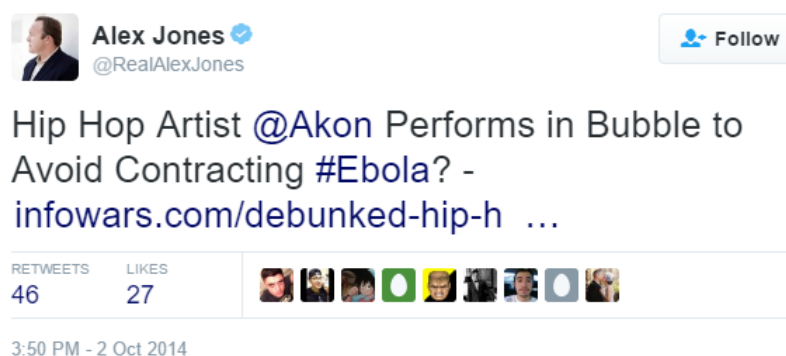 Alex Jones
@RealAlexJones
Follow
Hip Hop Artist @Akon Performs in Bubble to
Avoid Contracting #Ebola? -
infowars.com/debunked-hip-h ...
RETWEETS LIKES
46 27
3:50 PM - 2 Oct 2014